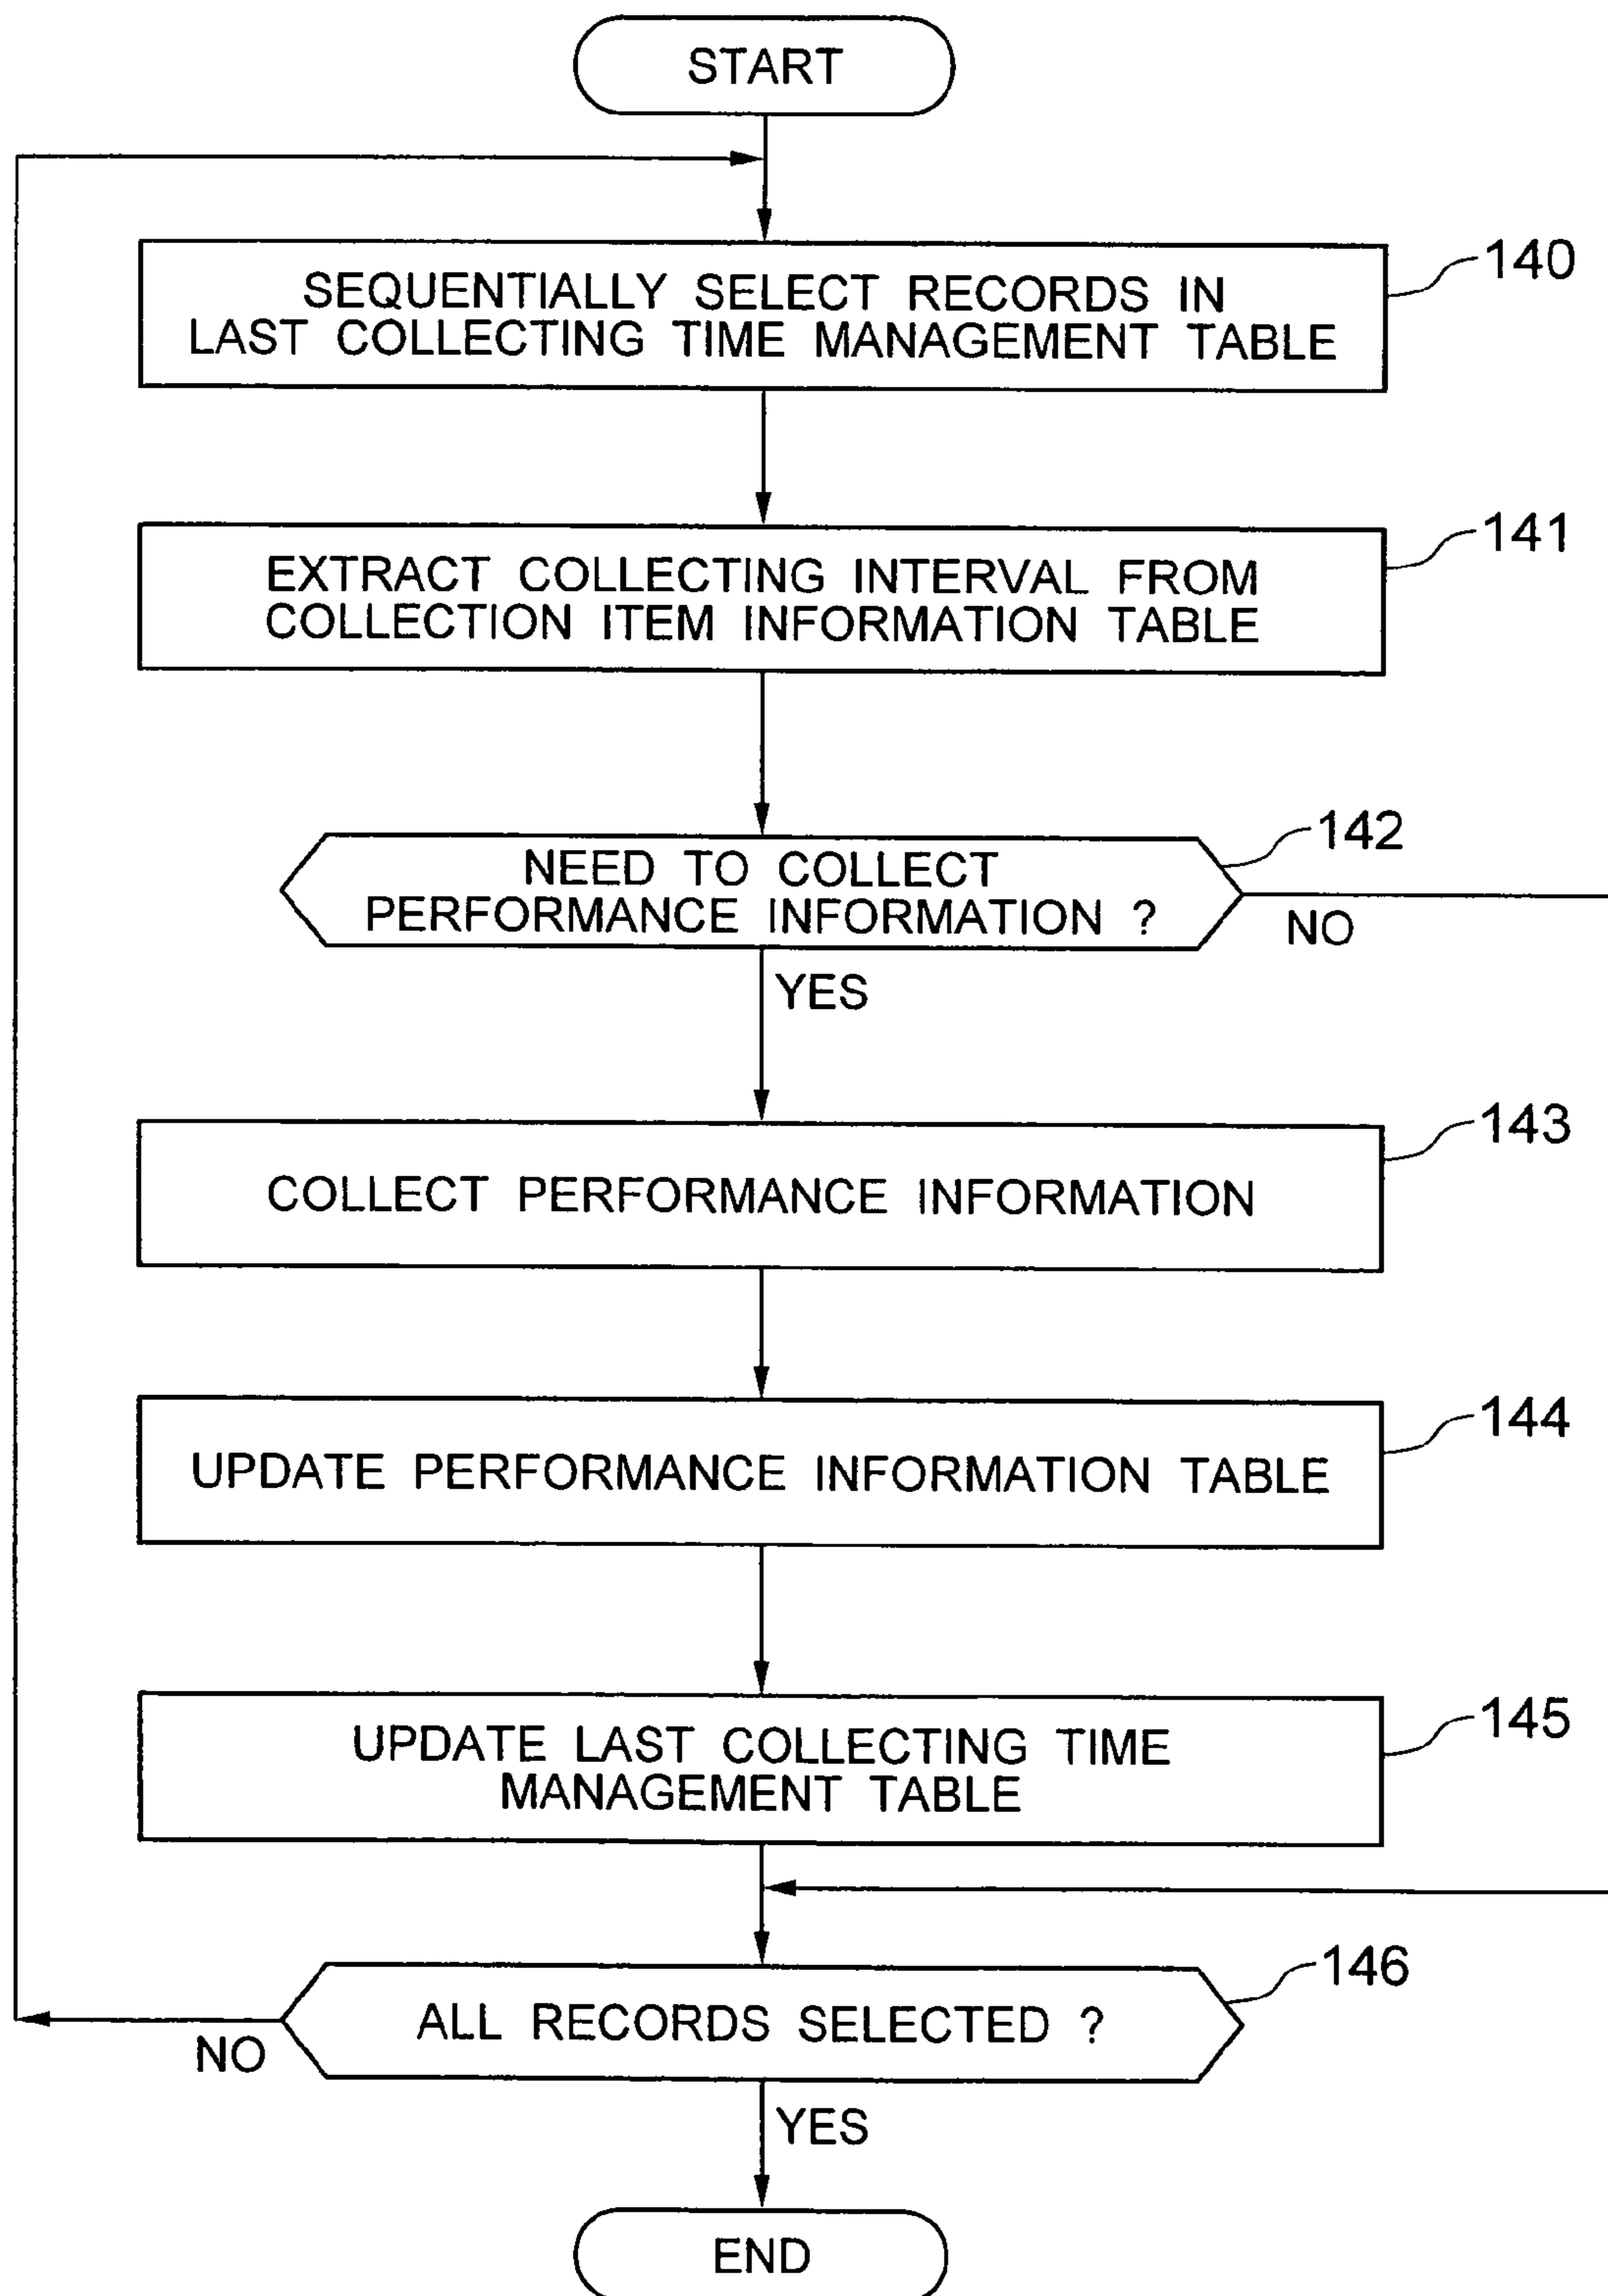 START
SEQUENTIALLY SELECT RECORDS IN
LAST COLLECTING TIME MANAGEMENT TABLE
140
EXTRACT COLLECTING INTERVAL FROM
COLLECTION ITEM INFORMATION TABLE
141
NEED TO COLLECT
PERFORMANCE INFORMATION ?
142
NO
YES
COLLECT PERFORMANCE INFORMATION
143
UPDATE PERFORMANCE INFORMATION TABLE
144
UPDATE LAST COLLECTING TIME
MANAGEMENT TABLE
145
ALL RECORDS SELECTED ?
146
NO
YES
END